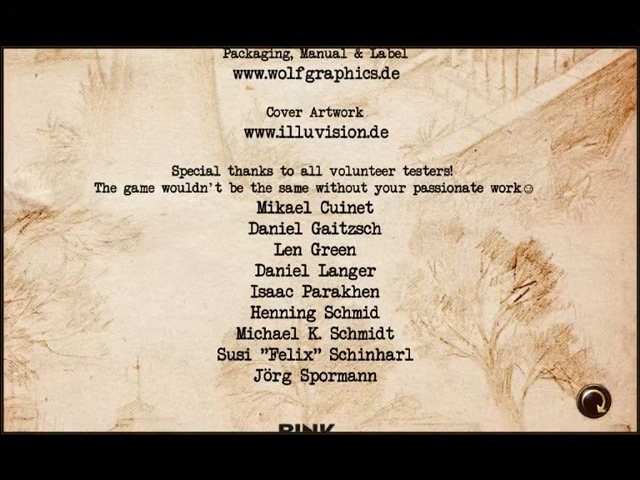 Packaging, Manual & Label
www.wolfgraphics.de
Cover Artwork
www.illuvision.de
Special thanks to all volunteer testers!
The game wouldn't be the same without your passionate work☺
Mikael Cuinet
Daniel Gaitzsch
Len Green
Daniel Langer
Isaac Parakhen
Henning Schmid
Michael K. Schmidt
Susi "Felix" Schinharl
Jörg Spormann
PINK